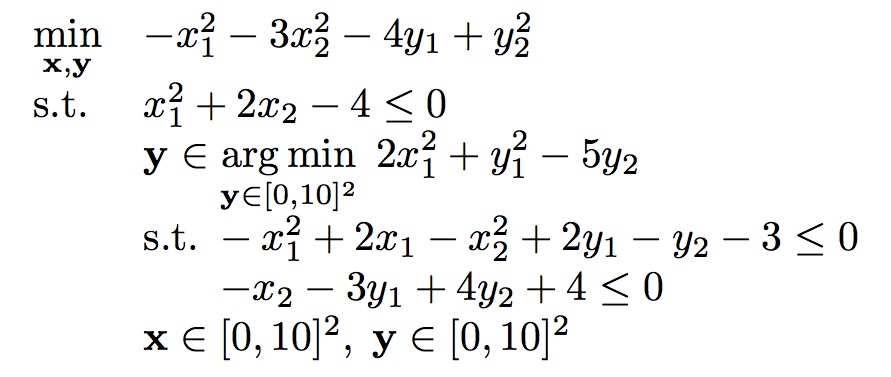 min −x₁² − 3x₂² − 4y₁ + y₂²
x,y
s.t. x₁² + 2x₂ − 4 ≤ 0
y ∈ arg min 2x₁² + y₁² − 5y₂
y∈[0,10]²
s.t. − x₁² + 2x₁ − x₂² + 2y₁ − y₂ − 3 ≤ 0
−x₂ − 3y₁ + 4y₂ + 4 ≤ 0
x ∈ [0, 10]², y ∈ [0, 10]²